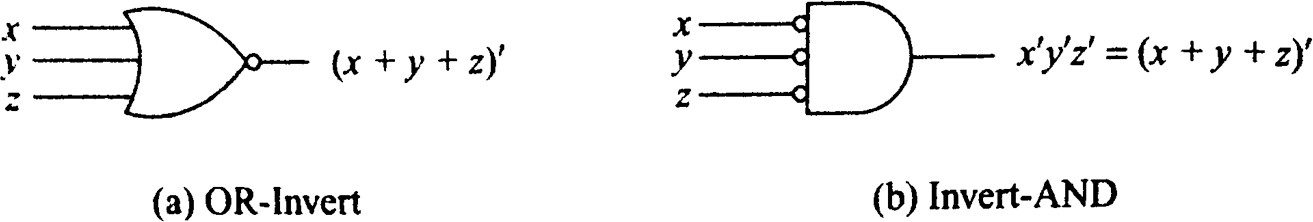 x
y
z
(x + y + z)′
(a) OR-Invert
x
y
z
x′y′z′ = (x + y + z)′
(b) Invert-AND